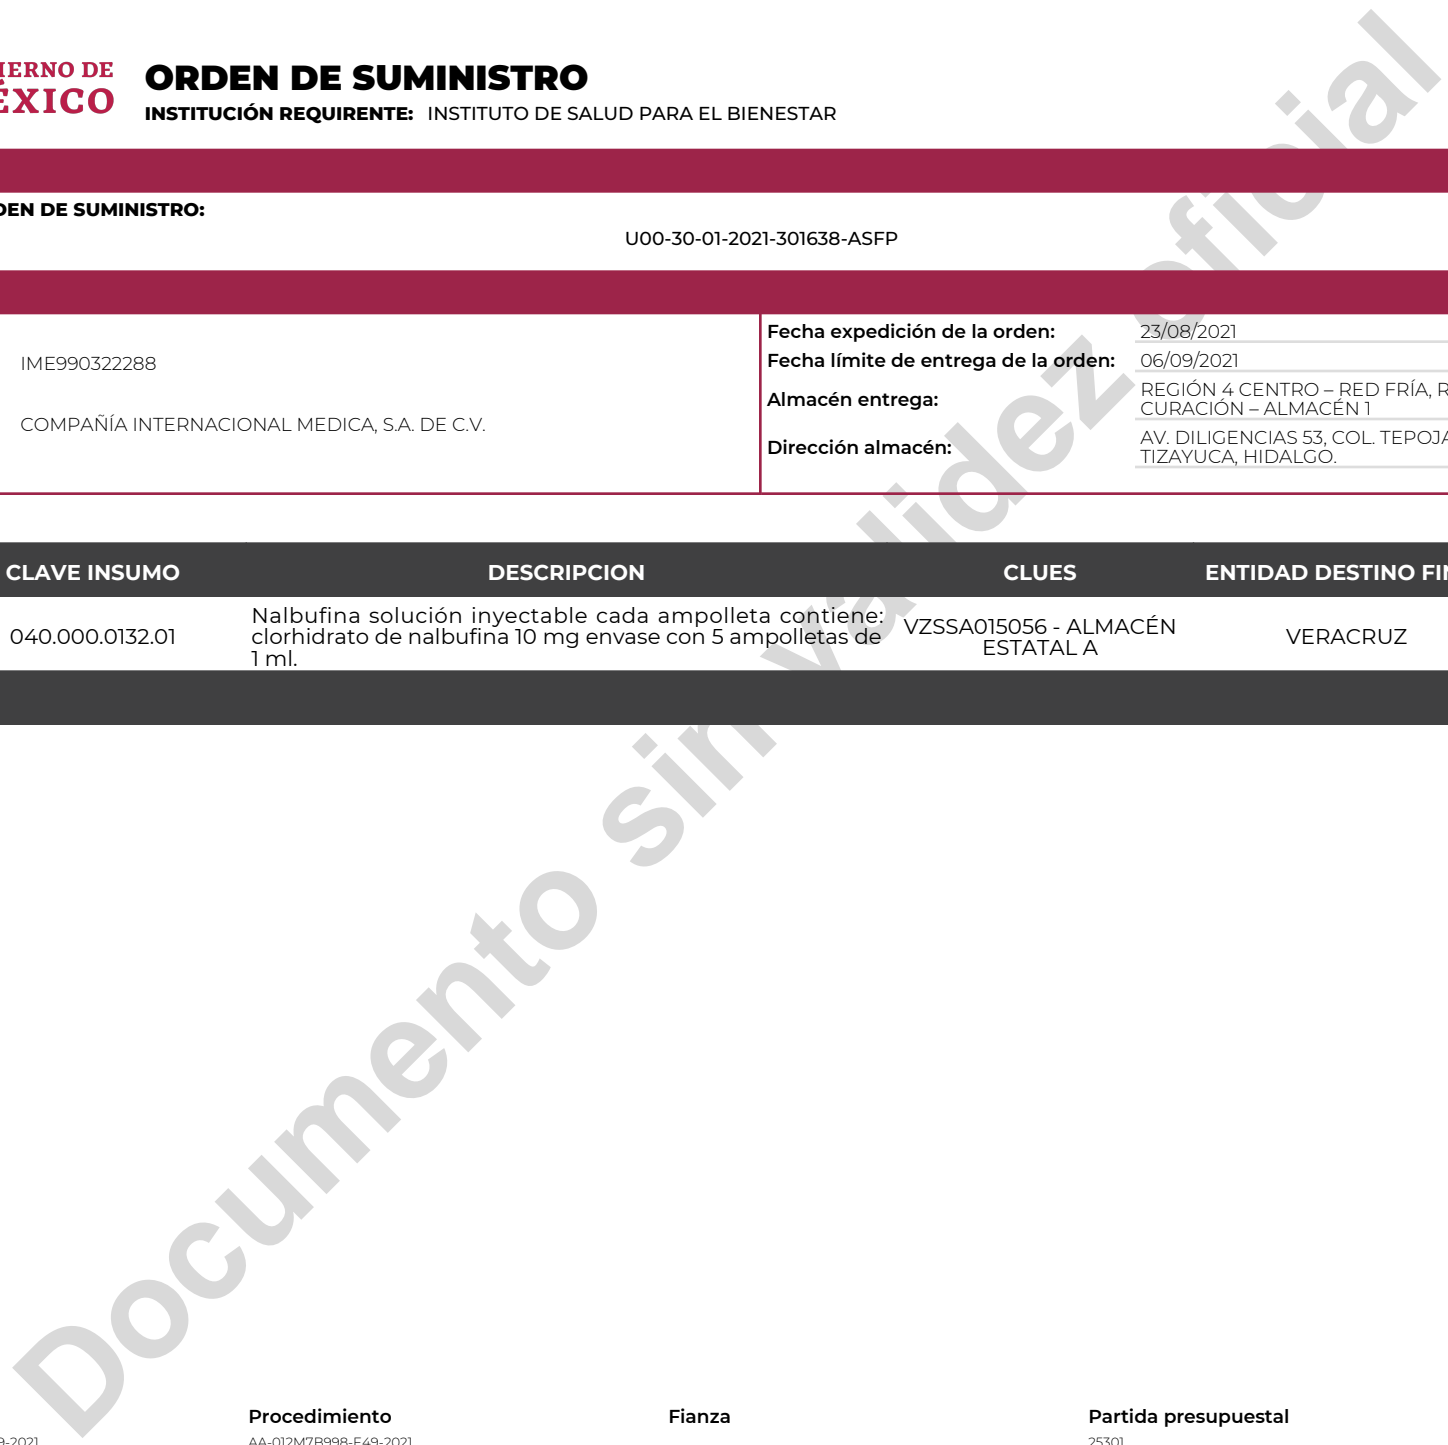 IERNO DE
ÉXICO
ORDEN DE SUMINISTRO
INSTITUCIÓN REQUIRENTE: INSTITUTO DE SALUD PARA EL BIENESTAR
DEN DE SUMINISTRO:
U00-30-01-2021-301638-ASFP
IME990322288
COMPAÑÍA INTERNACIONAL MEDICA, S.A. DE C.V.
Fecha expedición de la orden: 23/08/2021
Fecha límite de entrega de la orden: 06/09/2021
Almacén entrega: REGIÓN 4 CENTRO – RED FRÍA, R
CURACIÓN – ALMACÉN 1
Dirección almacén: AV. DILIGENCIAS 53, COL. TEPOJA
TIZAYUCA, HIDALGO.
CLAVE INSUMO DESCRIPCION CLUES ENTIDAD DESTINO FIN
040.000.0132.01
Nalbufina solución inyectable cada ampolleta contiene:
clorhidrato de nalbufina 10 mg envase con 5 ampolletas de
1 ml.
VZSSA015056 - ALMACÉN
ESTATAL A
VERACRUZ
Documento sin validez oficial
Procedimiento Fianza Partida presupuestal
9-2021 AA-012M7B998-E49-2021 25301